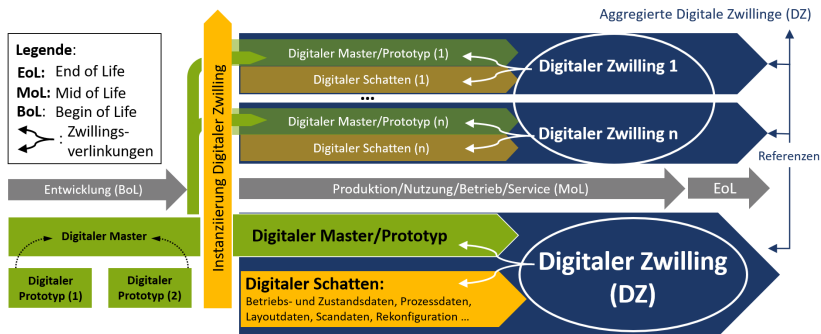 Aggregierte Digitale Zwillinge (DZ)
Legende:
EoL: End of Life
MoL: Mid of Life
BoL: Begin of Life
: Zwillings-
verlinkungen
Instanziierung Digitaler Zwilling
Digitaler Master/Prototyp (1)
Digitaler Schatten (1)
Digitaler Zwilling 1
...
Digitaler Master/Prototyp (n)
Digitaler Schatten (n)
Digitaler Zwilling n
Referenzen
Entwicklung (BoL)
Produktion/Nutzung/Betrieb/Service (MoL)
EoL
Digitaler Master
Digitaler
Prototyp (1)
Digitaler
Prototyp (2)
Digitaler Master/Prototyp
Digitaler Schatten:
Betriebs- und Zustandsdaten, Prozessdaten,
Layoutdaten, Scandaten, Rekonfiguration ...
Digitaler Zwilling
(DZ)